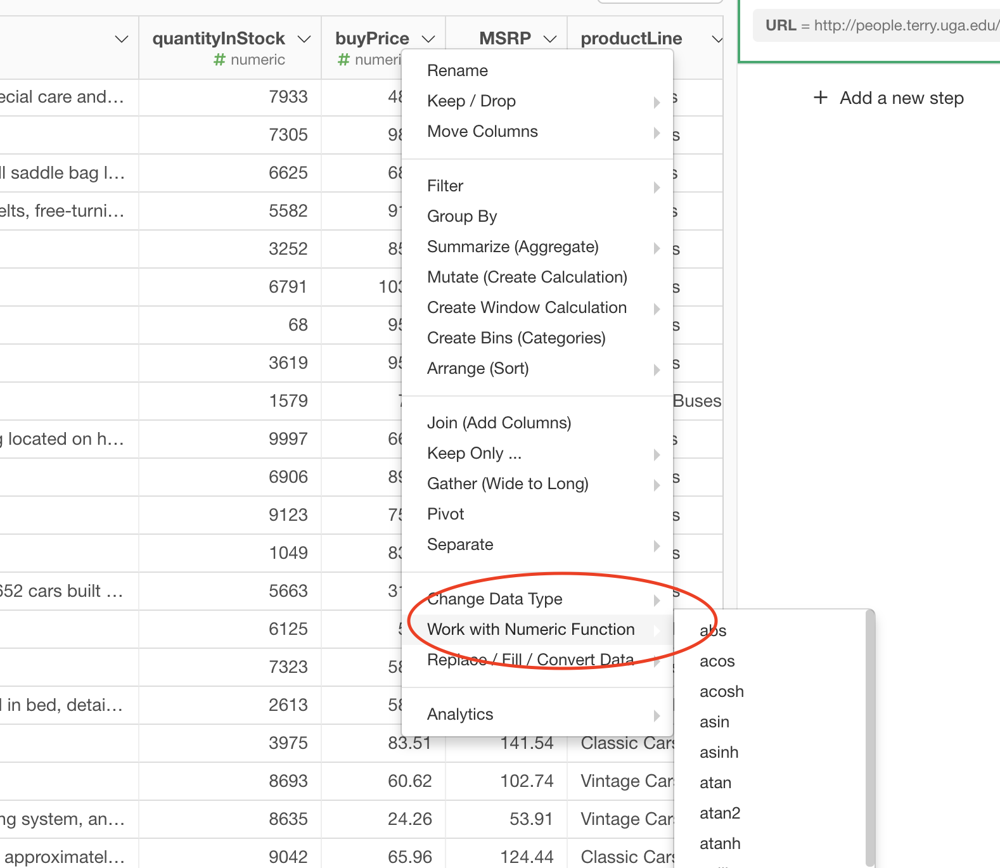 URL = http://people.terry.uga.edu/
+ Add a new step
quantityInStock buyPrice MSRP productLine
# numeric # numeri
ecial care and… 7933 48
7305 98
ll saddle bag l… 6625 68
elts, free-turni… 5582 91
3252 85
6791 103
68 95
3619 95
1579 7 Buses
g located on h… 9997 66
6906 89
9123 75
1049 83
652 cars built … 5663 31
6125 5
7323 58
l in bed, detai… 2613 58
3975 83.51 141.54 Classic Cars
8693 60.62 102.74 Vintage Cars
ng system, an… 8635 24.26 53.91 Vintage Cars
approximatel… 9042 65.96 124.44 Classic Cars
Rename
Keep / Drop
Move Columns
Filter
Group By
Summarize (Aggregate)
Mutate (Create Calculation)
Create Window Calculation
Create Bins (Categories)
Arrange (Sort)
Join (Add Columns)
Keep Only ...
Gather (Wide to Long)
Pivot
Separate
Change Data Type
Work with Numeric Function
Replace / Fill / Convert Data
Analytics
abs
acos
acosh
asin
asinh
atan
atan2
atanh